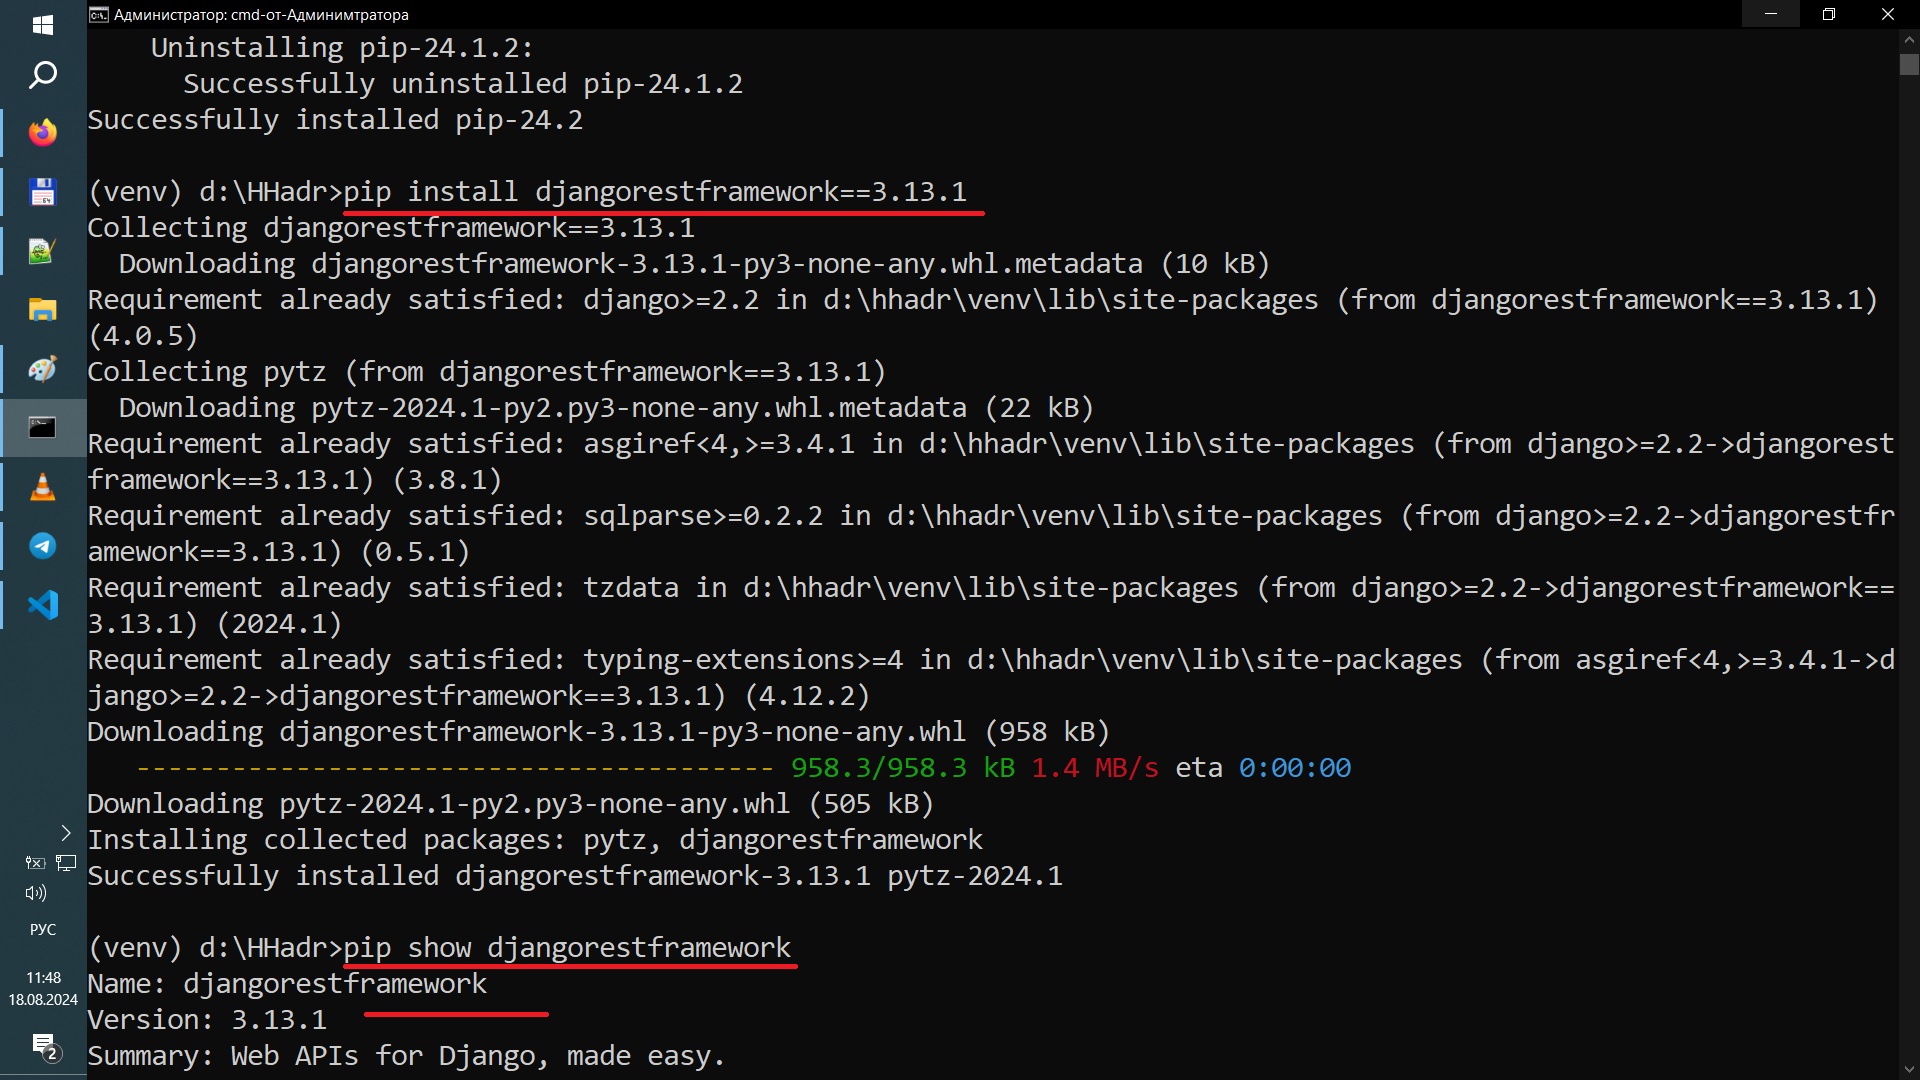 Администратор: cmd-от-Админимтратора
Uninstalling pip-24.1.2:
Successfully uninstalled pip-24.1.2
Successfully installed pip-24.2
(venv) d:\HHadr>pip install djangorestframework==3.13.1
Collecting djangorestframework==3.13.1
Downloading djangorestframework-3.13.1-py3-none-any.whl.metadata (10 kB)
Requirement already satisfied: django>=2.2 in d:\hhadr\venv\lib\site-packages (from djangorestframework==3.13.1)
(4.0.5)
Collecting pytz (from djangorestframework==3.13.1)
Downloading pytz-2024.1-py2.py3-none-any.whl.metadata (22 kB)
Requirement already satisfied: asgiref<4,>=3.4.1 in d:\hhadr\venv\lib\site-packages (from django>=2.2->djangorest
framework==3.13.1) (3.8.1)
Requirement already satisfied: sqlparse>=0.2.2 in d:\hhadr\venv\lib\site-packages (from django>=2.2->djangorestfr
amework==3.13.1) (0.5.1)
Requirement already satisfied: tzdata in d:\hhadr\venv\lib\site-packages (from django>=2.2->djangorestframework==
3.13.1) (2024.1)
Requirement already satisfied: typing-extensions>=4 in d:\hhadr\venv\lib\site-packages (from asgiref<4,>=3.4.1->d
jango>=2.2->djangorestframework==3.13.1) (4.12.2)
Downloading djangorestframework-3.13.1-py3-none-any.whl (958 kB)
---------------------------------------- 958.3/958.3 kB 1.4 MB/s eta 0:00:00
Downloading pytz-2024.1-py2.py3-none-any.whl (505 kB)
Installing collected packages: pytz, djangorestframework
Successfully installed djangorestframework-3.13.1 pytz-2024.1
(venv) d:\HHadr>pip show djangorestframework
Name: djangorestframework
Version: 3.13.1
Summary: Web APIs for Django, made easy.
РУС
11:48
18.08.2024
2